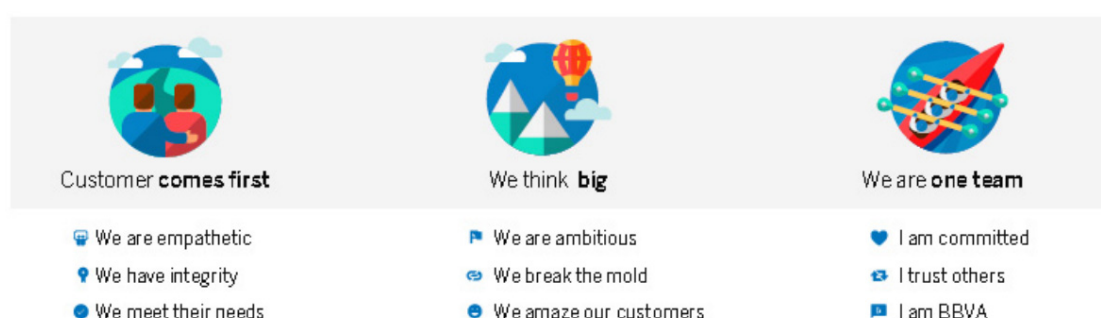 Customer comes first
We are empathetic
We have integrity
We meet their needs
We think big
We are ambitious
We break the mold
We amaze our customers
We are one team
I am committed
I trust others
I am BBVA